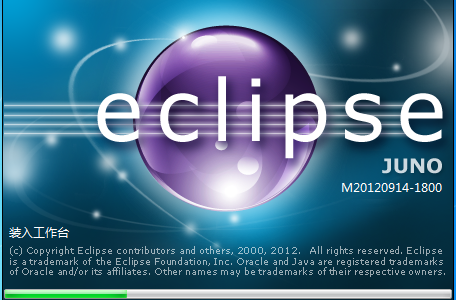 eclipse
JUNO
M20120914-1800
装入工作台
(c) Copyright Eclipse contributors and others, 2000, 2012.   All rights reserved. Eclipse
is a trademark of the Eclipse Foundation, Inc. Oracle and Java are registered trademarks
of Oracle and/or its affiliates. Other names may be trademarks of their respective owners.